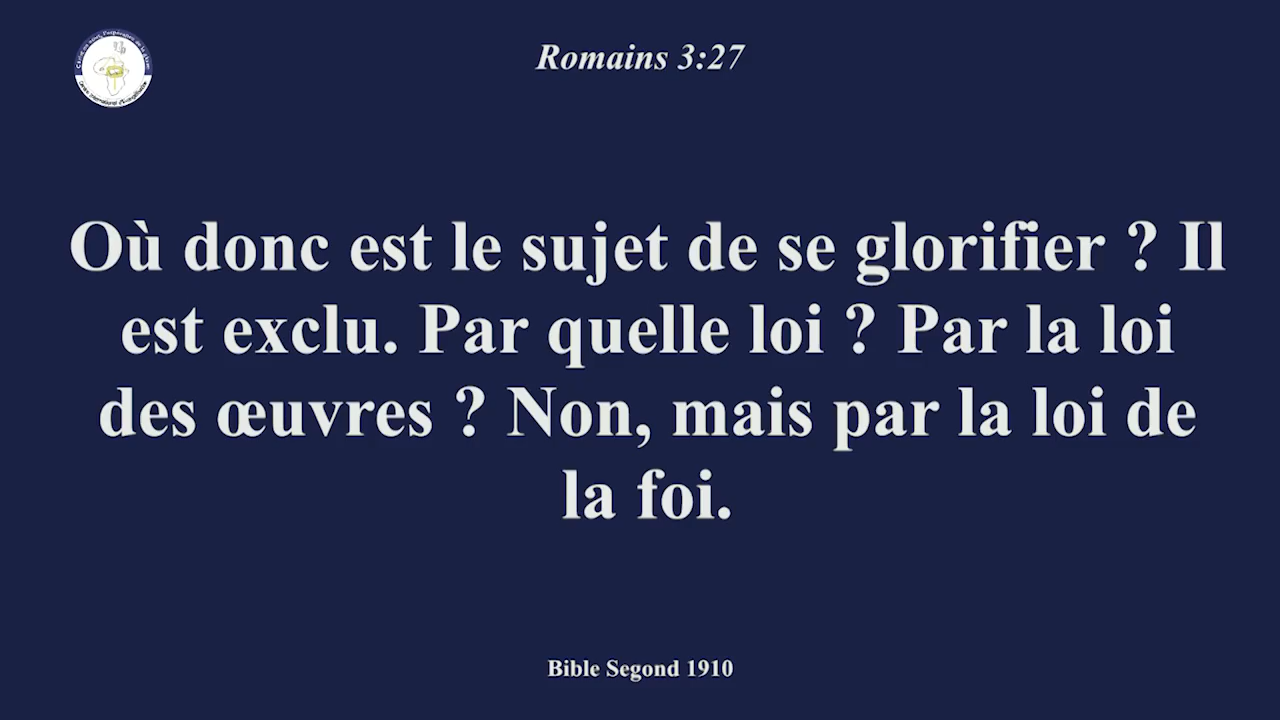 Romains 3:27
Où donc est le sujet de se glorifier ? Il
est exclu. Par quelle loi ? Par la loi
des œuvres ? Non, mais par la loi de
la foi.
Bible Segond 1910